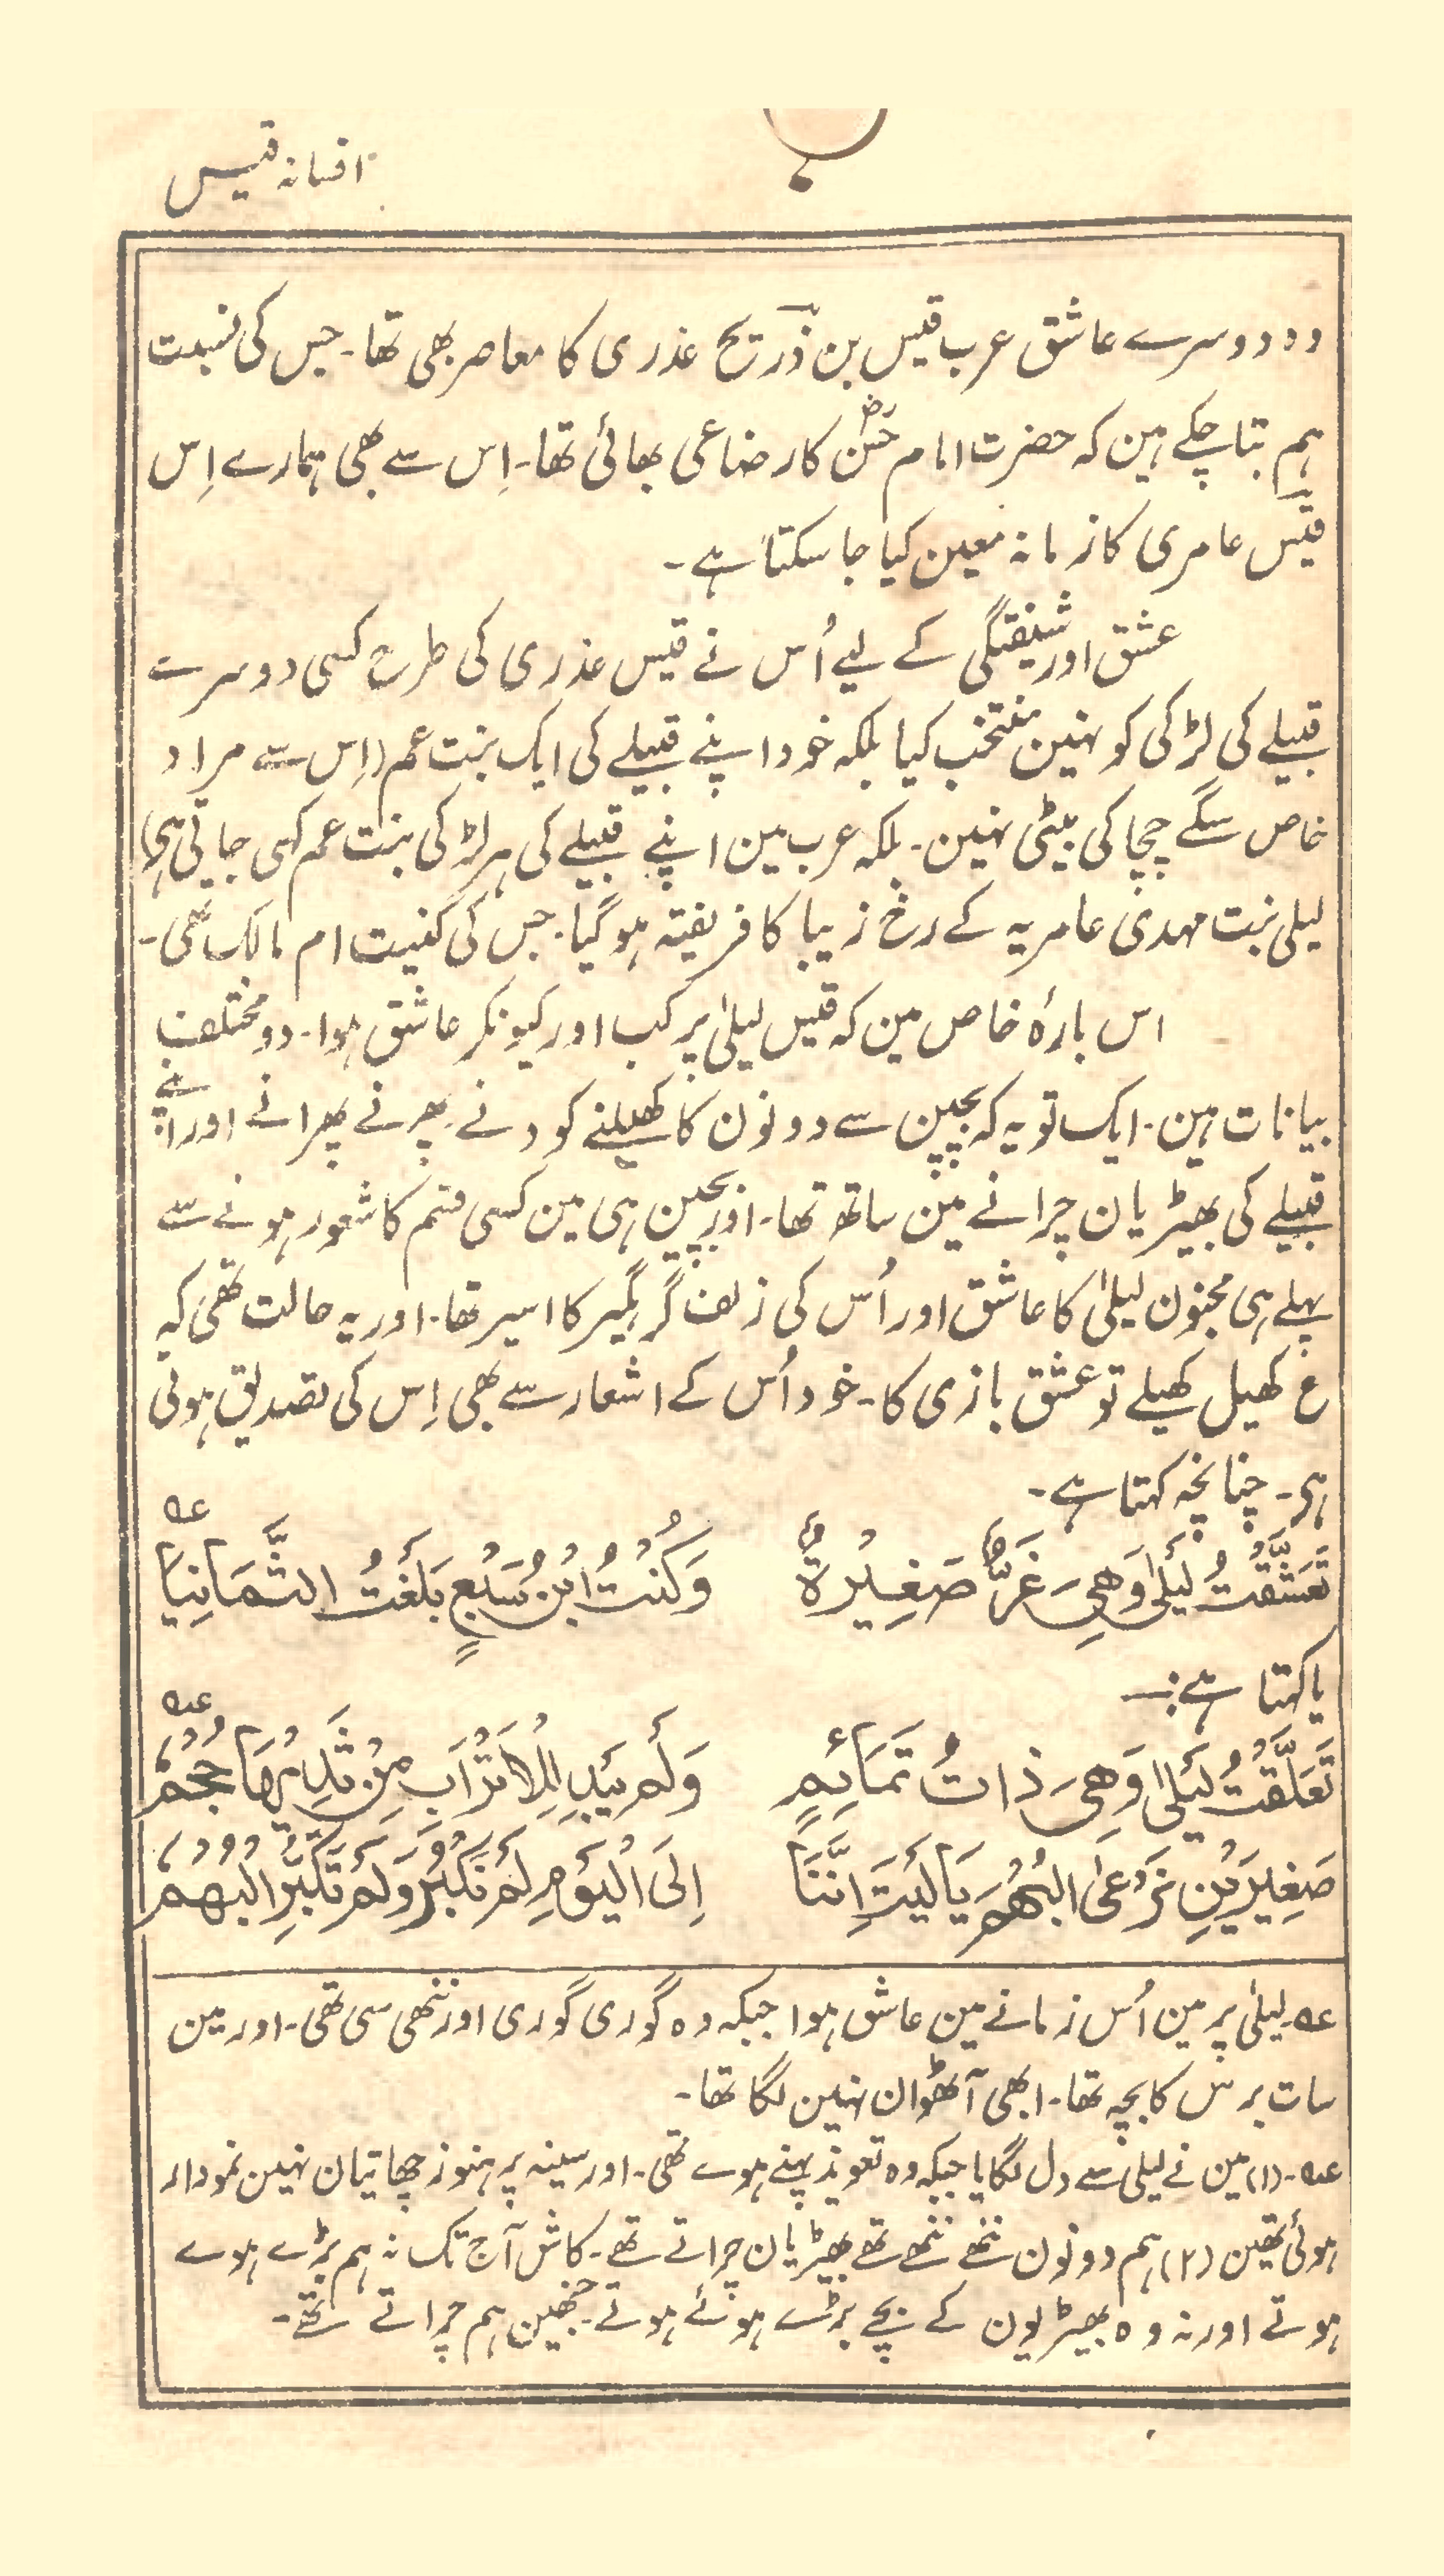 افسانہ قیس
وہ دوسرے عاشق عرب قیس بن ذریح عذری کا معاصر بھی تھا۔ جس کی نسبت
ہم بتا چکے ہین کہ حضرت امام حسنؓ کا رضاعی بھائی تھا۔ اِس سے بھی ہمارے اِس
قیس عامری کا زمانہ معین کیا جا سکتا ہے۔
عشق اور شیفتگی کے لیے اُس نے قیس عذری کی طرح کسی دوسرے
قبیلے کی لڑکی کو نہین منتخب کیا بلکہ خود اپنے قبیلے کی ایک بنت عم (اِس سے مراد
خاص سگے چچا کی بیٹی نہین۔ بلکہ عرب مین اپنے قبیلے کی ہر لڑکی بنت عم کہی جاتی ہی)
لیلی بنت مہدی عامریہ کے رخ زیبا کا فریفتہ ہو گیا۔ جس کی کنیت ام مالک تھی۔
اس بارۂ خاص مین کہ قیس لیلیٰ پر کب اور کیونکر عاشق ہوا۔ دو مختلف
بیانات ہین۔ ایک تو یہ کہ بچپن سے دونون کا کھیلنے کودنے پھرنے پھرانے اور اپنے
قبیلے کی بھیڑیان چرانے مین ساتھ تھا۔ اور بچپن ہی مین کسی قسم کا شعور ہونے سے
پہلے ہی مجنون لیلیٰ کا عاشق اور اُس کی زلف گرہگیر کا اسیر تھا۔ اور یہ حالت تھی کہ
ع کھیل کھیلے تو عشق بازی کا۔ خود اُس کے اشعار سے بھی اِس کی تصدیق ہوتی
ہی۔ چنانچہ کہتا ہے۔
تَعَشَّقْتُ لَیْلیٰ وَھِیَ غَرٌّ صَغِیْرَۃٌ وَکُنْتُ ابْنُ سَبْعٍ بَلَغْتُ الثَّمَانِیَا عہ
یا کہتا ہے:۔
تَعَلَّقْتُ لَیْلیٰ وَھِیَ ذَاتُ تَمَائِمٍ وَلَمْ یَبْدِ لِلْاَتْرَابِ مِنْ ثَدْیِھَا حُجْمُ عہ
صَغِیْرَیْنِ نَرْعیٰ الْبُھْمَ یَا لَیْتَ اِنَّنَا اِلَی الْیَوْمِ لَمْ نَکْبُرْ وَلَمْ تَکْبَرِ الْبُھْمُ
عہ۔ لیلیٰ پر مین اُس زمانے مین عاشق ہوا جبکہ وہ گوری گوری اور ننھی سی تھی۔ اور مین
سات برس کا بچہ تھا۔ ابھی آٹھوان نہین لگا تھا۔
عہ۔ (۱) مین نے لیلیٰ سے دل لگایا جبکہ وہ تعویذ پہنے ہوے تھی۔ اور سینہ پر ہنوز چھاتیان نہین نمودار
ہوئی تھین (۲) ہم دونون ننھے ننھے تھے بھیڑیان چراتے تھے۔ کاش آج تک نہ ہم بڑے ہوے
ہوتے اور نہ وہ بھیڑیون کے بچے بڑے ہوئے ہوتے۔ جنھین ہم چراتے تھے۔